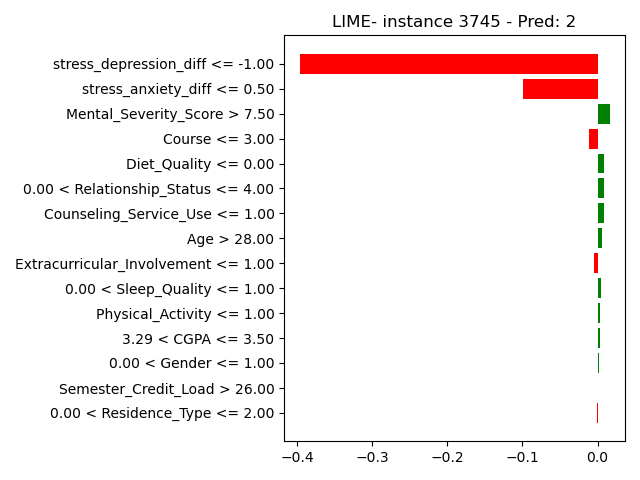 LIME- instance 3745 - Pred: 2
stress_depression_diff <= -1.00
stress_anxiety_diff <= 0.50
Mental_Severity_Score > 7.50
Course <= 3.00
Diet_Quality <= 0.00
0.00 < Relationship_Status <= 4.00
Counseling_Service_Use <= 1.00
Age > 28.00
Extracurricular_Involvement <= 1.00
0.00 < Sleep_Quality <= 1.00
Physical_Activity <= 1.00
3.29 < CGPA <= 3.50
0.00 < Gender <= 1.00
Semester_Credit_Load > 26.00
0.00 < Residence_Type <= 2.00
−0.4 −0.3 −0.2 −0.1 0.0